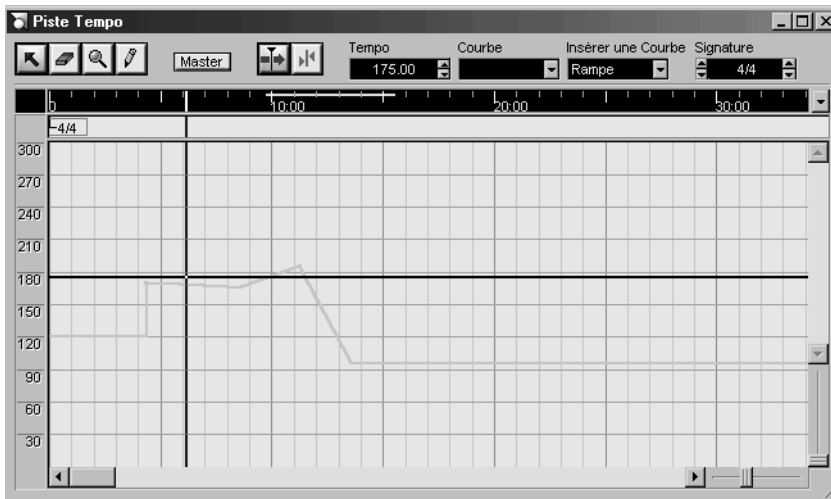 Piste Tempo
Tempo Courbe Insérer une Courbe Signature
Master 175.00 Rampe 4/4
0 10:00 20:00 30:00
4/4
300
270
240
210
180
150
120
90
60
30